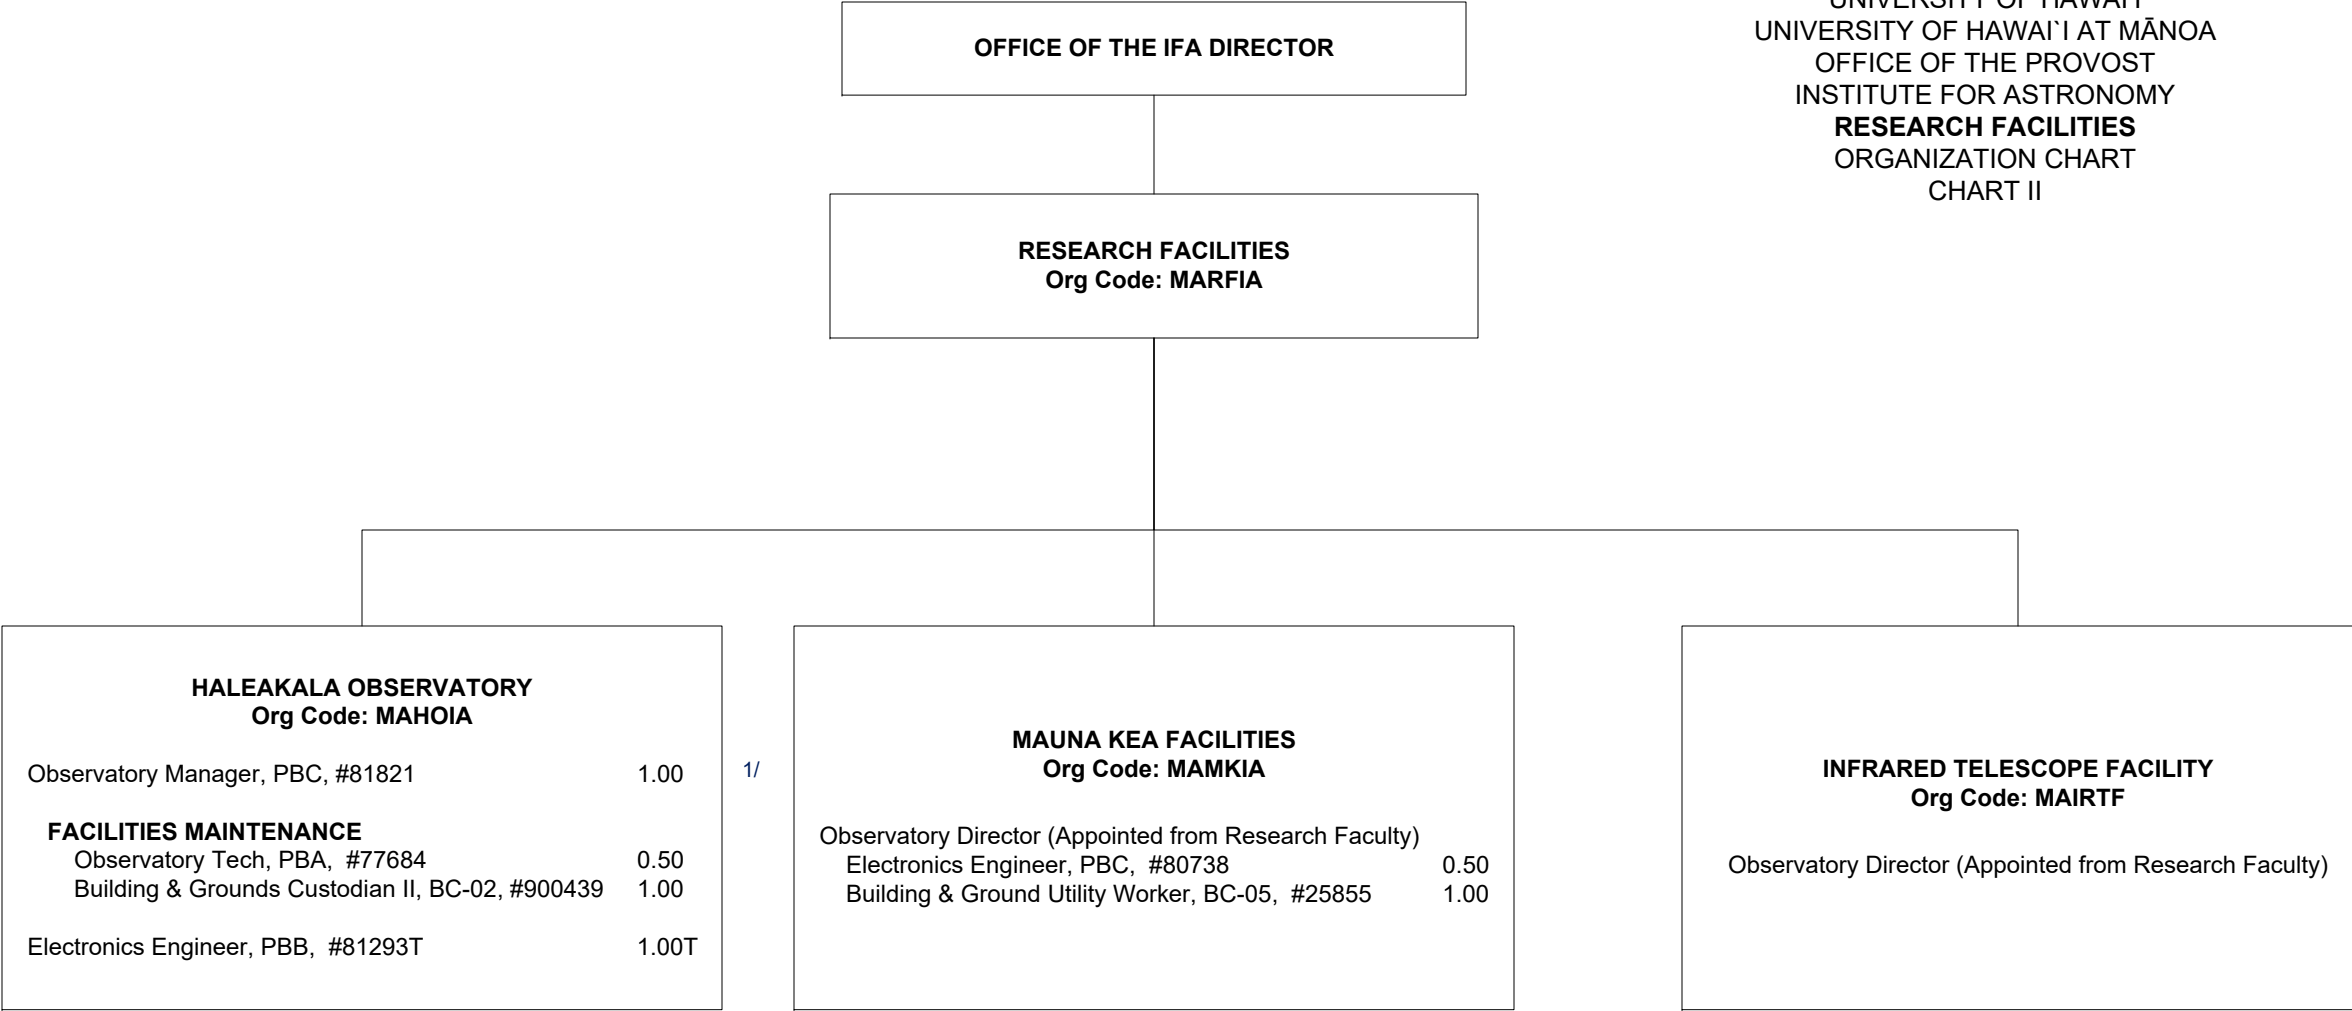 OFFICE OF THE IFA DIRECTOR
UNIVERSITY OF HAWAI`I
UNIVERSITY OF HAWAI`I AT MĀNOA
OFFICE OF THE PROVOST
INSTITUTE FOR ASTRONOMY
RESEARCH FACILITIES
ORGANIZATION CHART
CHART II
RESEARCH FACILITIES
Org Code: MARFIA
HALEAKALA OBSERVATORY
Org Code: MAHOIA
Observatory Manager, PBC, #81821 1.00 1/
FACILITIES MAINTENANCE
Observatory Tech, PBA, #77684 0.50
Building & Grounds Custodian II, BC-02, #900439 1.00
Electronics Engineer, PBB, #81293T 1.00T
MAUNA KEA FACILITIES
Org Code: MAMKIA
Observatory Director (Appointed from Research Faculty)
Electronics Engineer, PBC, #80738 0.50
Building & Ground Utility Worker, BC-05, #25855 1.00
INFRARED TELESCOPE FACILITY
Org Code: MAIRTF
Observatory Director (Appointed from Research Faculty)